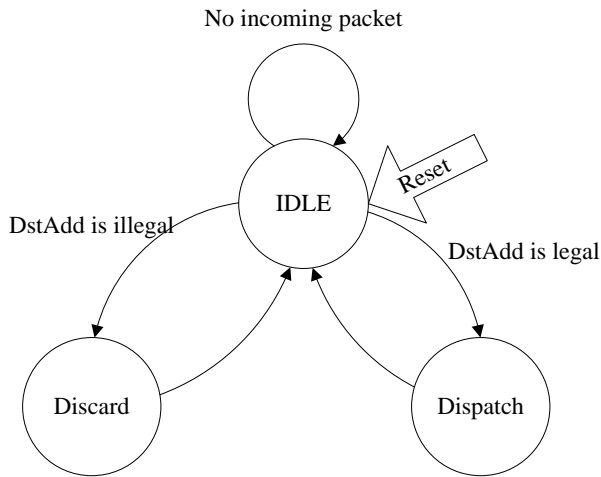 No incoming packet
Reset
IDLE
DstAdd is illegal
DstAdd is legal
Discard
Dispatch